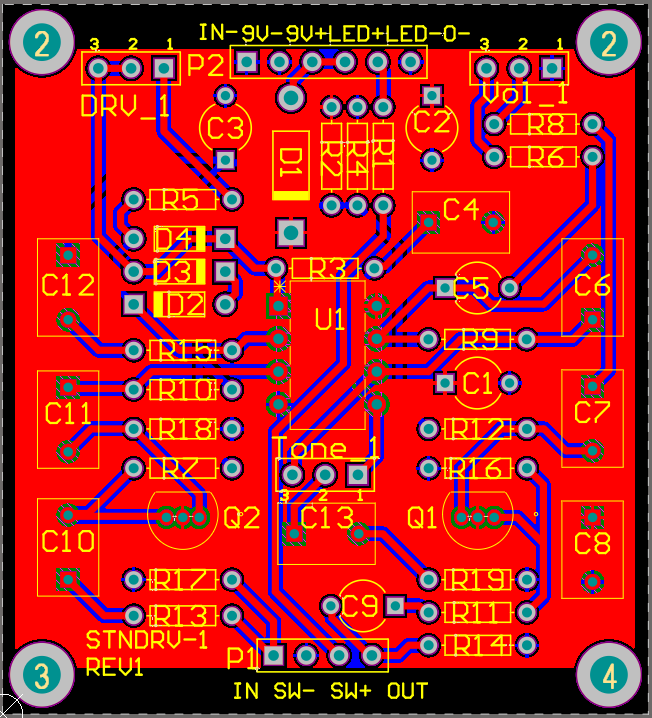 IN-9V-9V+LED+LED-O-
2
2
3 2 1
P2
3 2 1
DRV_1
Vol_1
C3
C2
R8
D1
R2
R4
R1
R6
R5
C4
D4
C12
D3
R3
C5
C6
D2
U1
R15
R9
R10
C1
C11
C7
R18
R12
Tone_1
R7
R16
3 2 1
Q2
C13
Q1
C10
C8
R17
R19
R13
C9
R11
STNDRV-1
R14
REV1
P1
3
4
IN SW- SW+ OUT